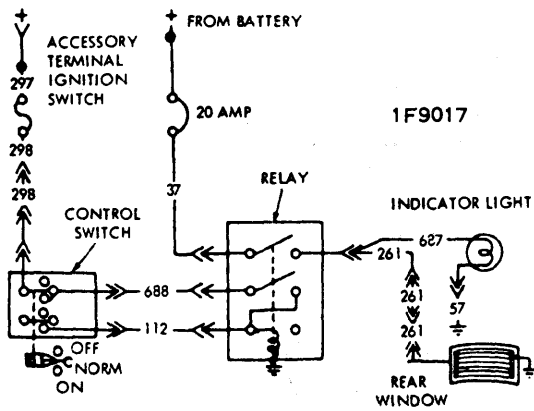 +
+
FROM BATTERY
ACCESSORY
TERMINAL
IGNITION
SWITCH
297
20 AMP
1F9017
298
298
37
RELAY
CONTROL
SWITCH
INDICATOR LIGHT
627
261
688
261
57
112
261
OFF
NORM
ON
REAR
WINDOW